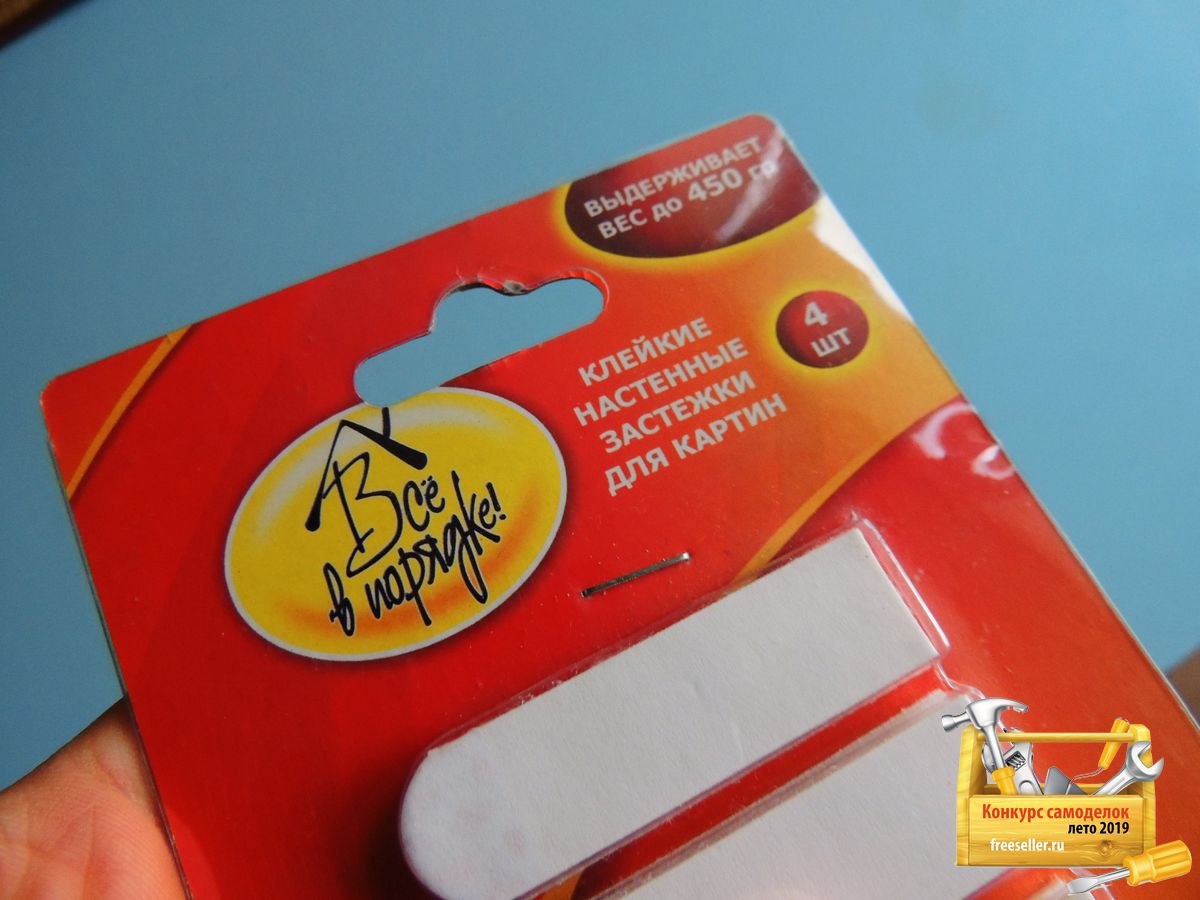 ВЫДЕРЖИВАЕТ
ВЕС до 450 гр
4
шт
КЛЕЙКИЕ
НАСТЕННЫЕ
ЗАСТЕЖКИ
ДЛЯ КАРТИН
Всё
в порядке!
Конкурс самоделок
лето 2019
freeseller.ru